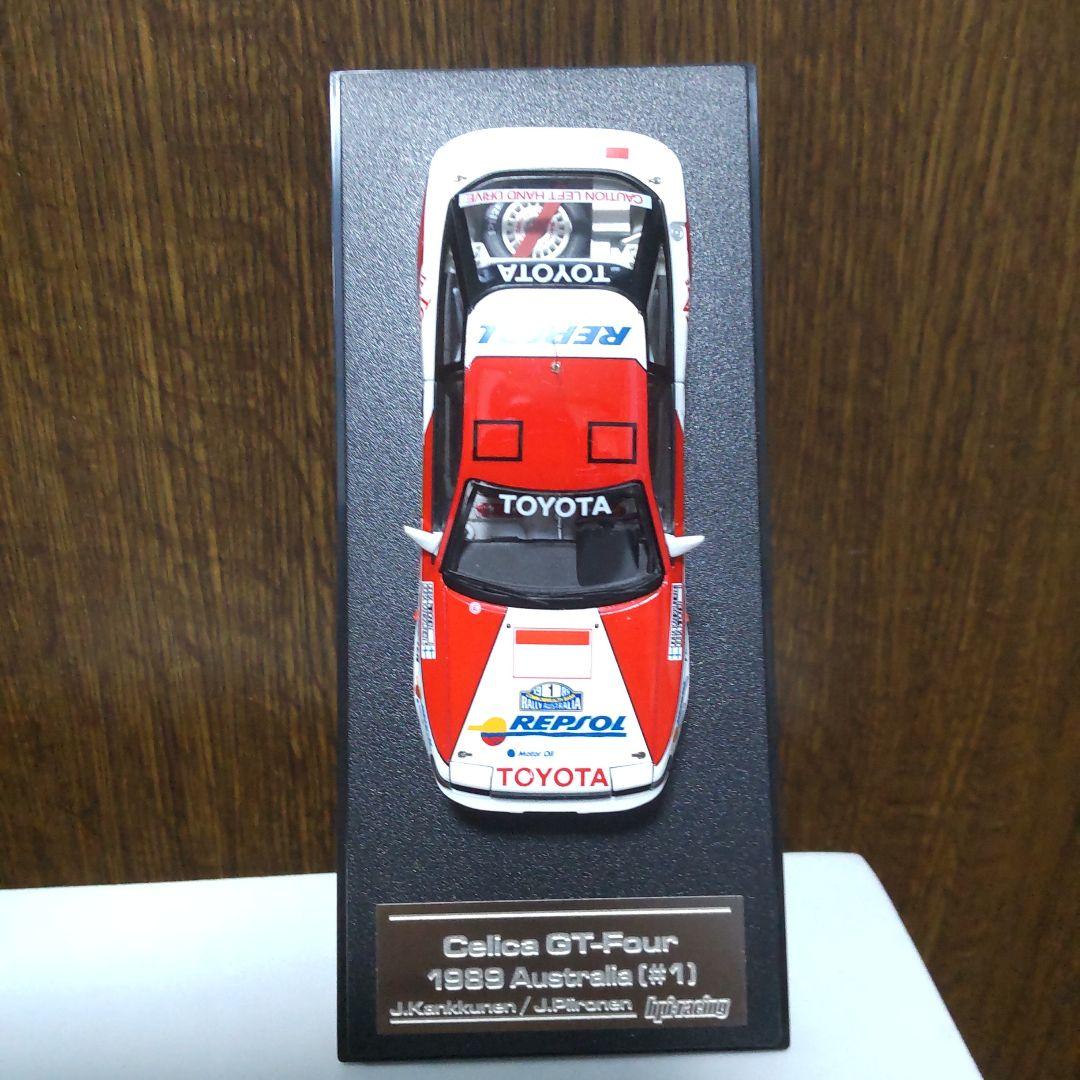 CAUTION LEFT HAND DRIVE
TOYOTA
REPSOL
TOYOTA
1
RALLY AUSTRALIA
REPSOL
Motor Oil
TOYOTA
Celica GT-Four
1989 Australia (#1)
J.Kankkunen / J.Piironen hpi·racing